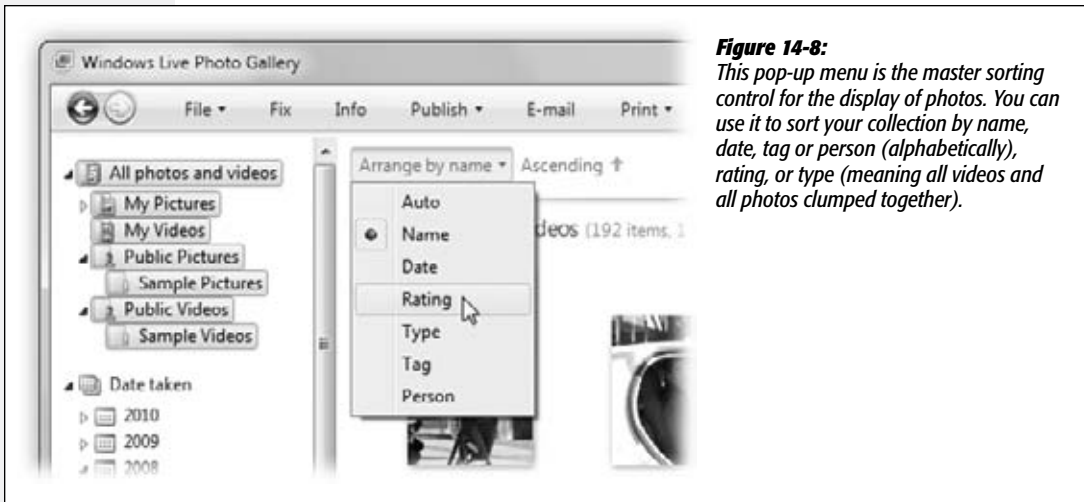 Windows Live Photo Gallery
File Fix Info Publish E-mail Print
All photos and videos
My Pictures
My Videos
Public Pictures
Sample Pictures
Public Videos
Sample Videos
Date taken
2010
2009
2008
Arrange by name Ascending
Auto
Name
Date
Rating
Type
Tag
Person
(192 items,
Figure 14-8:
This pop-up menu is the master sorting
control for the display of photos. You can
use it to sort your collection by name,
date, tag or person (alphabetically),
rating, or type (meaning all videos and
all photos clumped together).